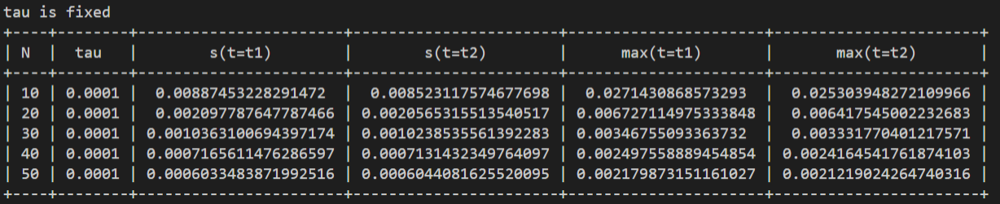 tau is fixed
+----+--------+-----------------------+-----------------------+----------------------+-----------------------+
| N | tau | s(t=t1) | s(t=t2) | max(t=t1) | max(t=t2) |
+----+--------+-----------------------+-----------------------+----------------------+-----------------------+
| 10 | 0.0001 | 0.00887453228291472 | 0.0085231175746776​98 | 0.0271430868573293 | 0.025303948272109966 |
| 20 | 0.0001 | 0.002097787647787466 | 0.0020565315513540517 | 0.006727114975333848 | 0.006417545002232683 |
| 30 | 0.0001 | 0.0010363100694397174 | 0.0010238535561392283 | 0.00346755093363732 | 0.003331770401217571 |
| 40 | 0.0001 | 0.0007165611476286597 | 0.0007131432349764097 | 0.002497558889454854 | 0.0024164541761874103 |
| 50 | 0.0001 | 0.0006033483871992516 | 0.0006044081625520095 | 0.002179873151161027 | 0.0021219024264740316 |
+----+--------+-----------------------+-----------------------+----------------------+-----------------------+